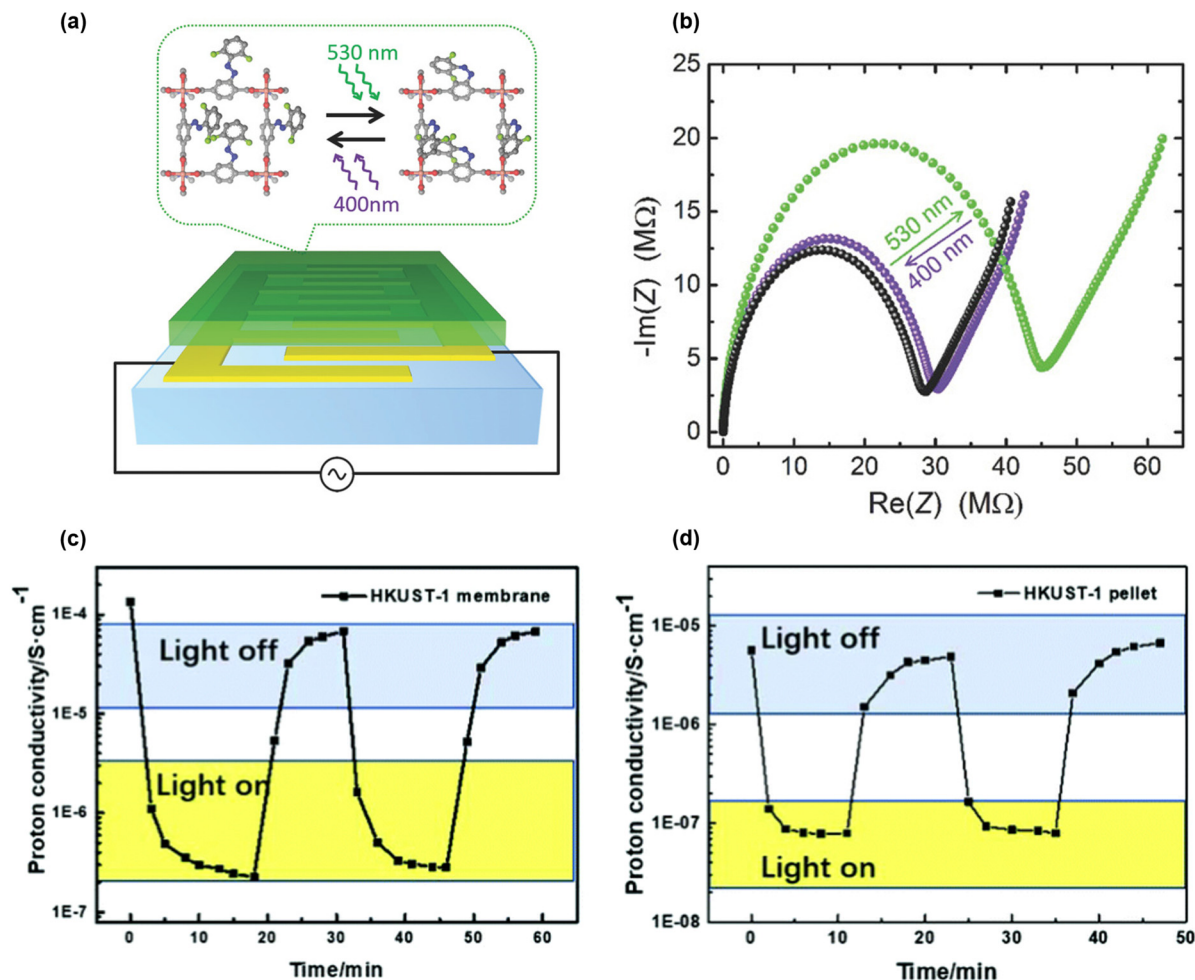 (a)
530 nm
400nm
(b)
25
20
15
10
5
0
-Im(Z) (MΩ)
530 nm
400 nm
0 10 20 30 40 50 60
Re(Z) (MΩ)
(c)
Proton conductivity/S·cm⁻¹
1E-4
1E-5
1E-6
1E-7
HKUST-1 membrane
Light off
Light on
0 10 20 30 40 50 60
Time/min
(d)
Proton conductivity/S·cm⁻¹
1E-05
1E-06
1E-07
1E-08
HKUST-1 pellet
Light off
Light on
0 10 20 30 40 50
Time/min